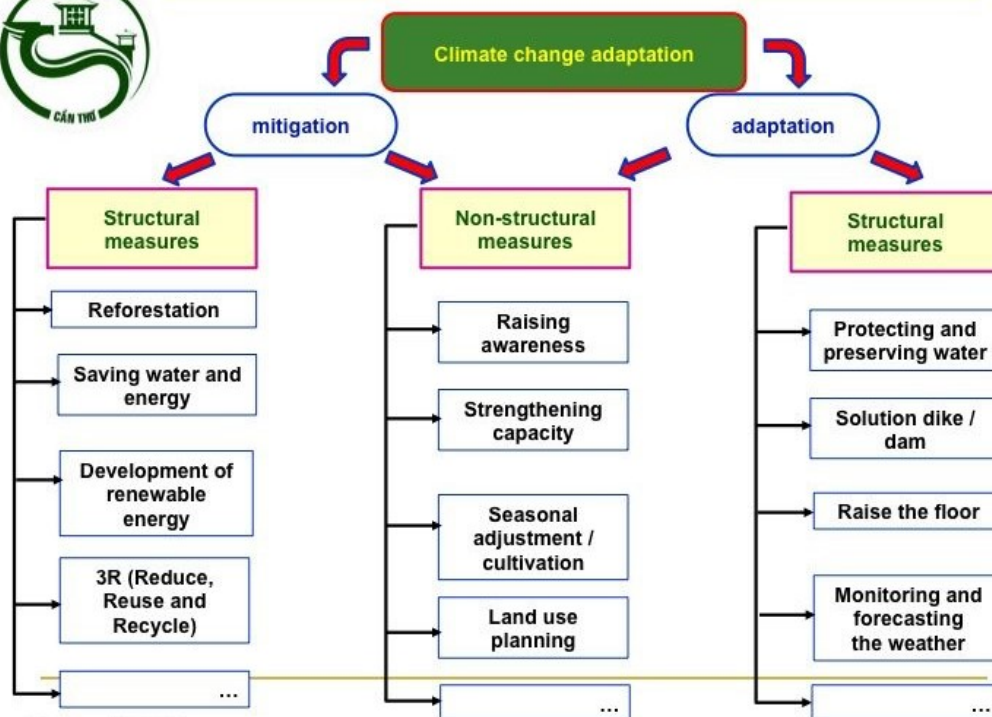 CẦN THƠ
Climate change adaptation
mitigation
adaptation
Structural
measures
Reforestation
Saving water and
energy
Development of
renewable
energy
3R (Reduce,
Reuse and
Recycle)
...
Non-structural
measures
Raising
awareness
Strengthening
capacity
Seasonal
adjustment /
cultivation
Land use
planning
...
Structural
measures
Protecting and
preserving water
Solution dike /
dam
Raise the floor
Monitoring and
forecasting
the weather
...